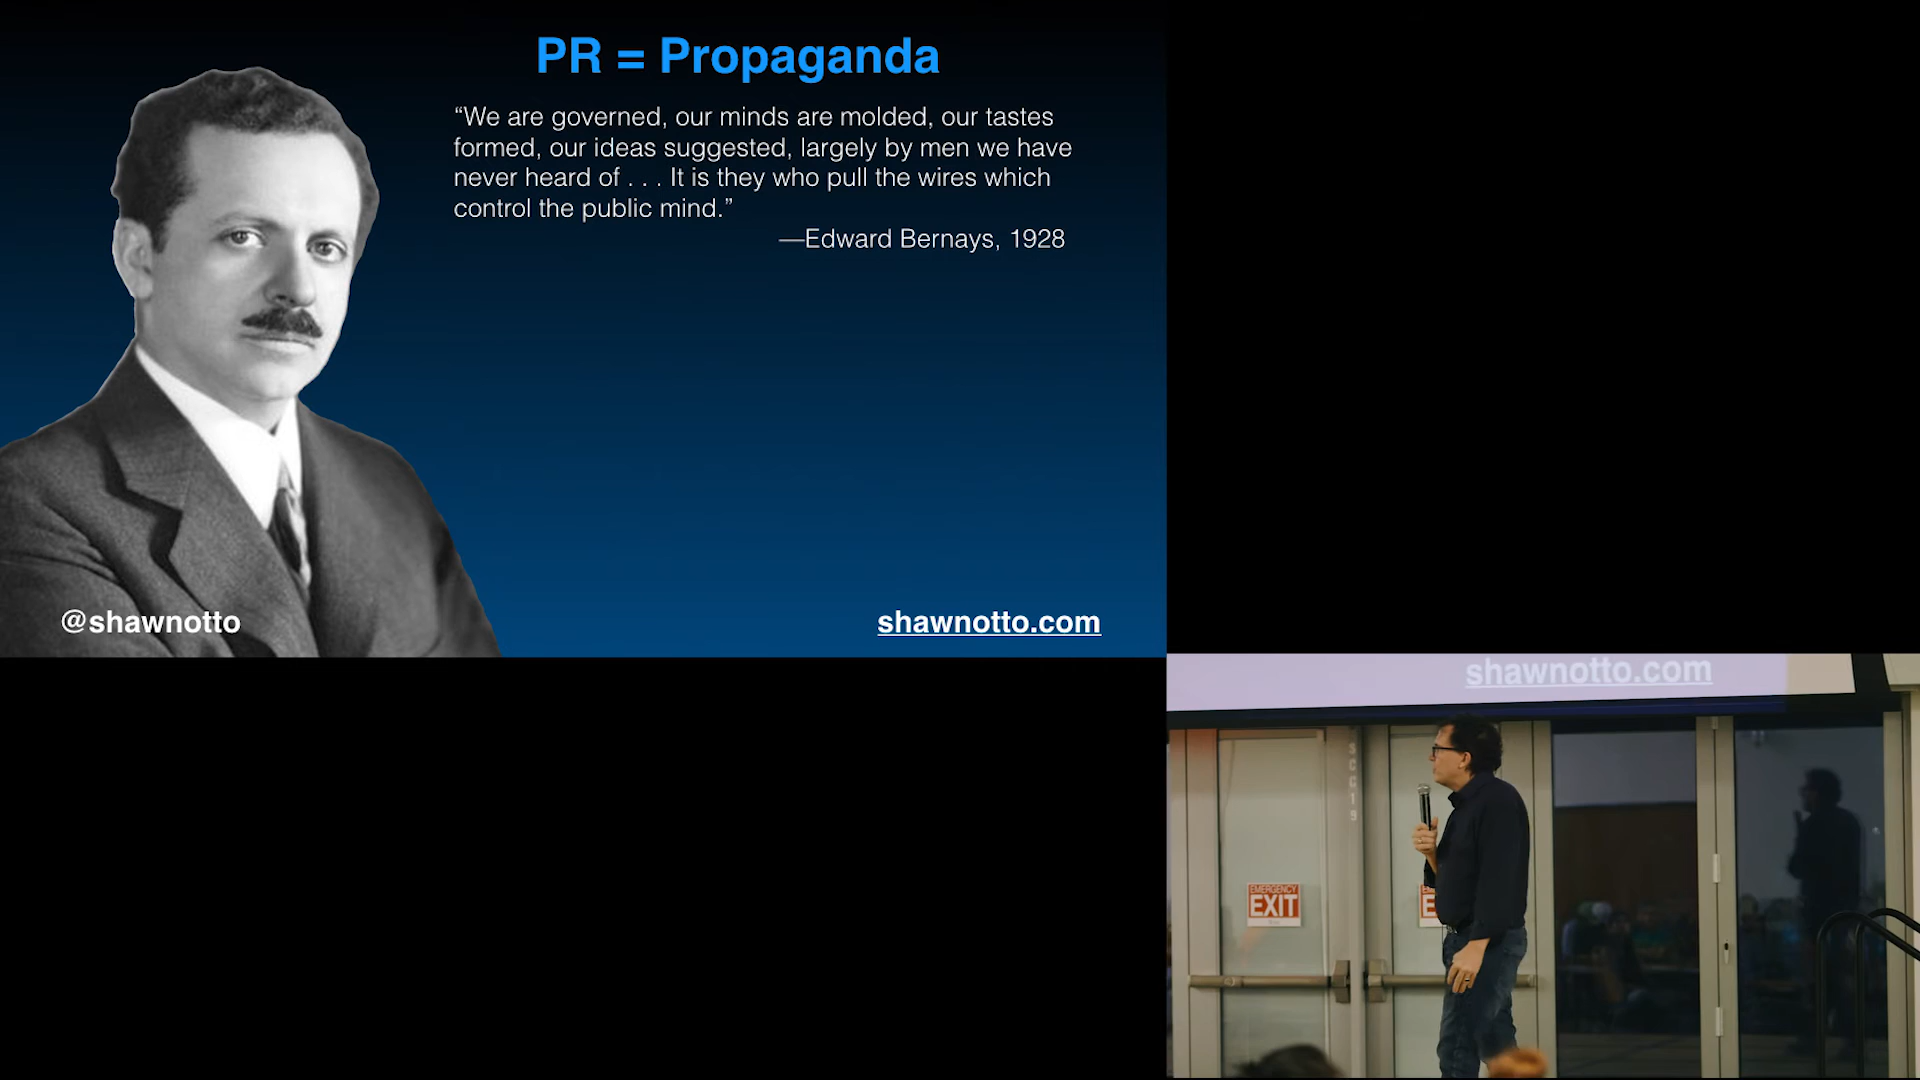 PR = Propaganda
“We are governed, our minds are molded, our tastes
formed, our ideas suggested, largely by men we have
never heard of . . . It is they who pull the wires which
control the public mind.”
—Edward Bernays, 1928
@shawnotto
shawnotto.com
shawnotto.com
SCC19
EMERGENCY
EXIT